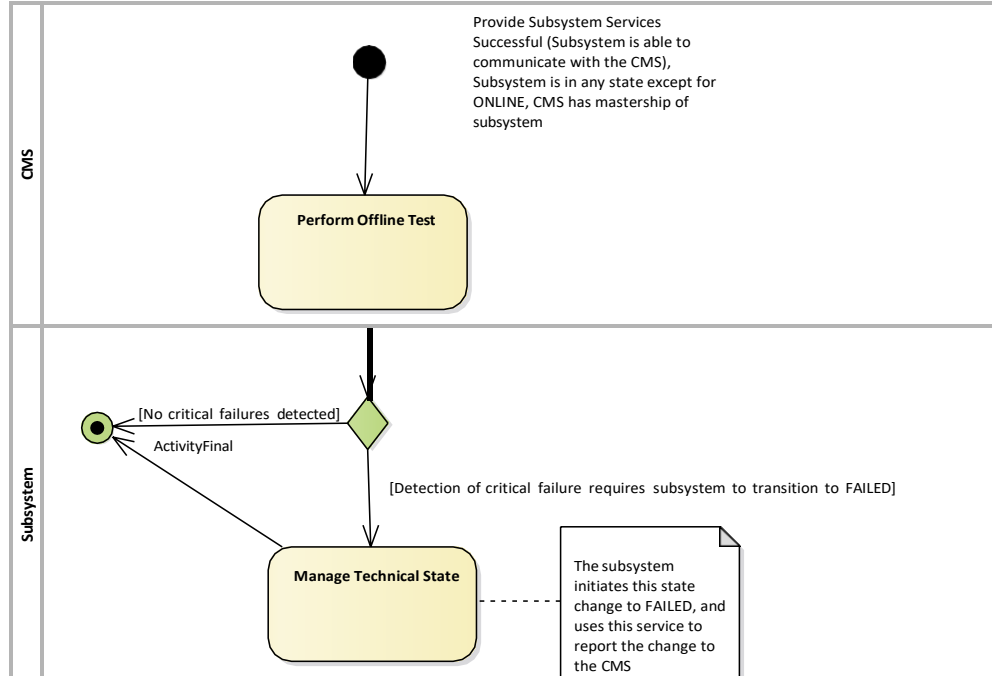 CMS
Provide Subsystem Services
Successful (Subsystem is able to
communicate with the CMS),
Subsystem is in any state except for
ONLINE, CMS has mastership of
subsystem
Perform Offline Test
Subsystem
[No critical failures detected]
ActivityFinal
[Detection of critical failure requires subsystem to transition to FAILED]
Manage Technical State
The subsystem
initiates this state
change to FAILED, and
uses this service to
report the change to
the CMS